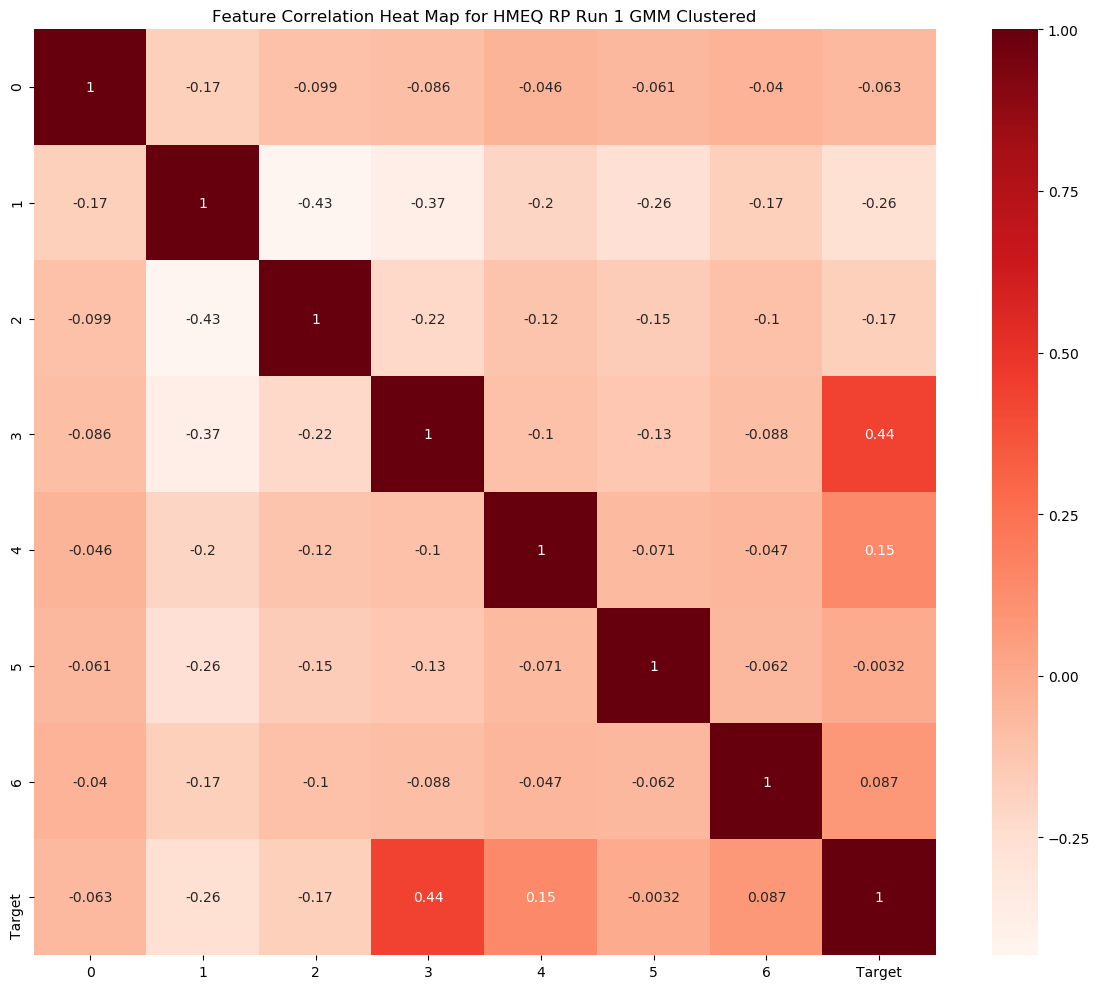 Feature Correlation Heat Map for HMEQ RP Run 1 GMM Clustered
0 1 -0.17 -0.099 -0.086 -0.046 -0.061 -0.04 -0.063
1 -0.17 1 -0.43 -0.37 -0.2 -0.26 -0.17 -0.26
2 -0.099 -0.43 1 -0.22 -0.12 -0.15 -0.1 -0.17
3 -0.086 -0.37 -0.22 1 -0.1 -0.13 -0.088 0.44
4 -0.046 -0.2 -0.12 -0.1 1 -0.071 -0.047 0.15
5 -0.061 -0.26 -0.15 -0.13 -0.071 1 -0.062 -0.0032
6 -0.04 -0.17 -0.1 -0.088 -0.047 -0.062 1 0.087
Target -0.063 -0.26 -0.17 0.44 0.15 -0.0032 0.087 1
0 1 2 3 4 5 6 Target
1.00
0.75
0.50
0.25
0.00
−0.25